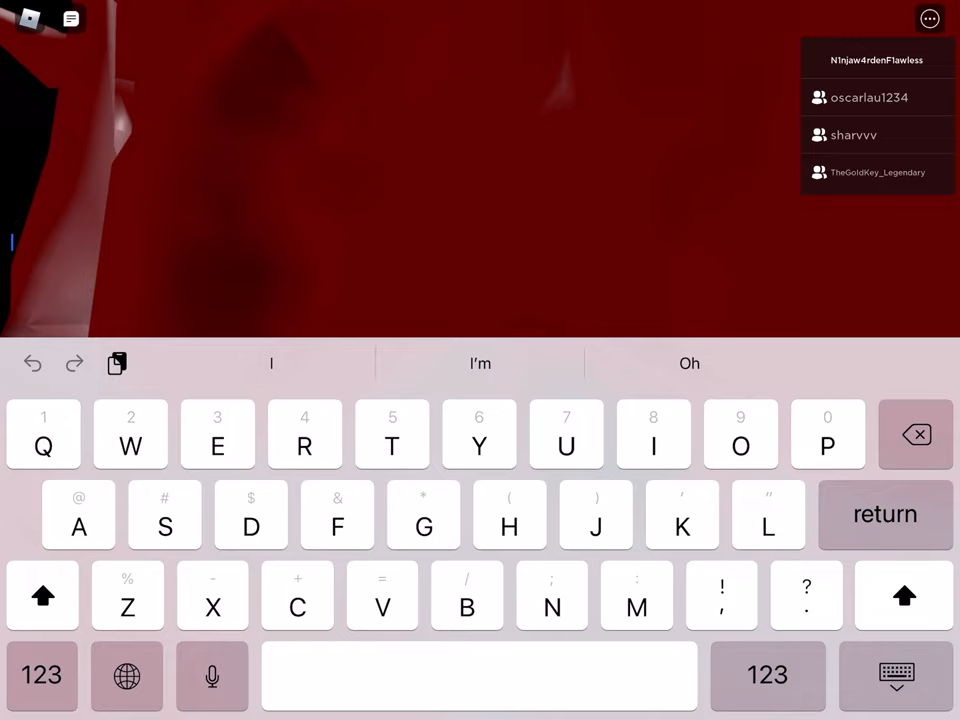 N1njaw4rdenF1awless
oscarlau1234
sharvvv
TheGoldKey_Legendary
I I'm Oh
1 2 3 4 5 6 7 8 9 0
Q W E R T Y U I O P
@ # $ & * ( ) ' "
A S D F G H J K L return
% - + = / ; : ! ?
Z X C V B N M , .
123 123